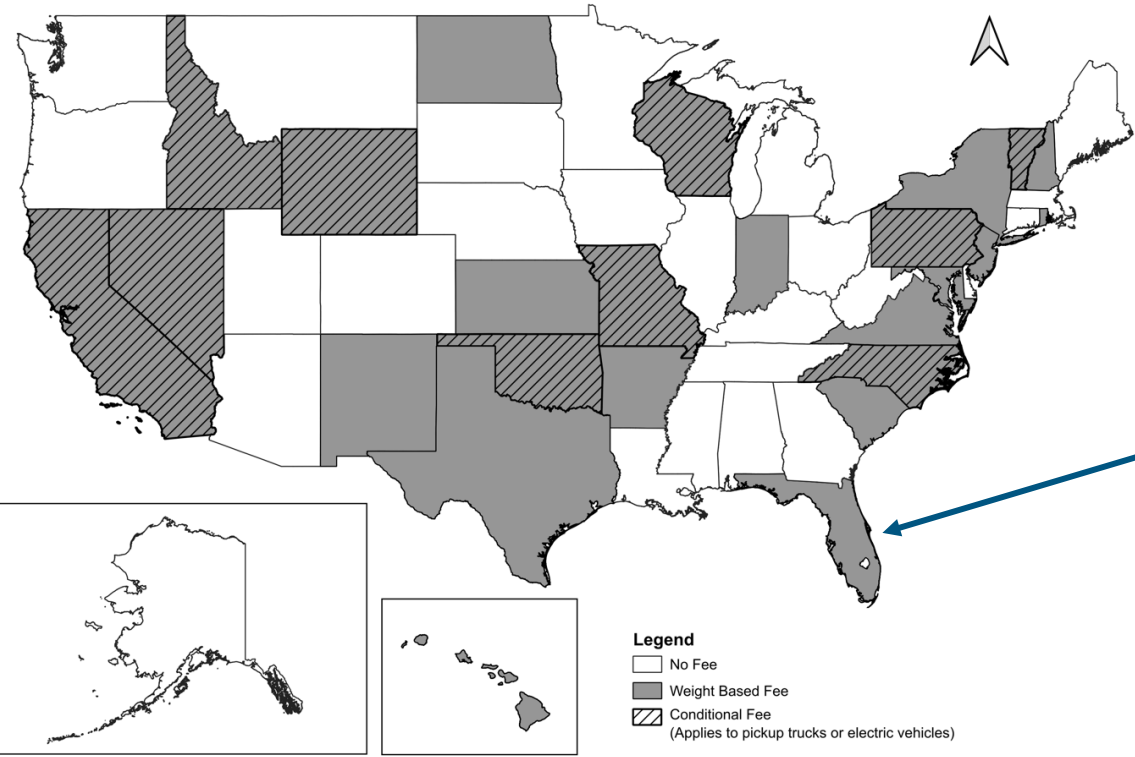 Legend
No Fee
Weight Based Fee
Conditional Fee
(Applies to pickup trucks or electric vehicles)